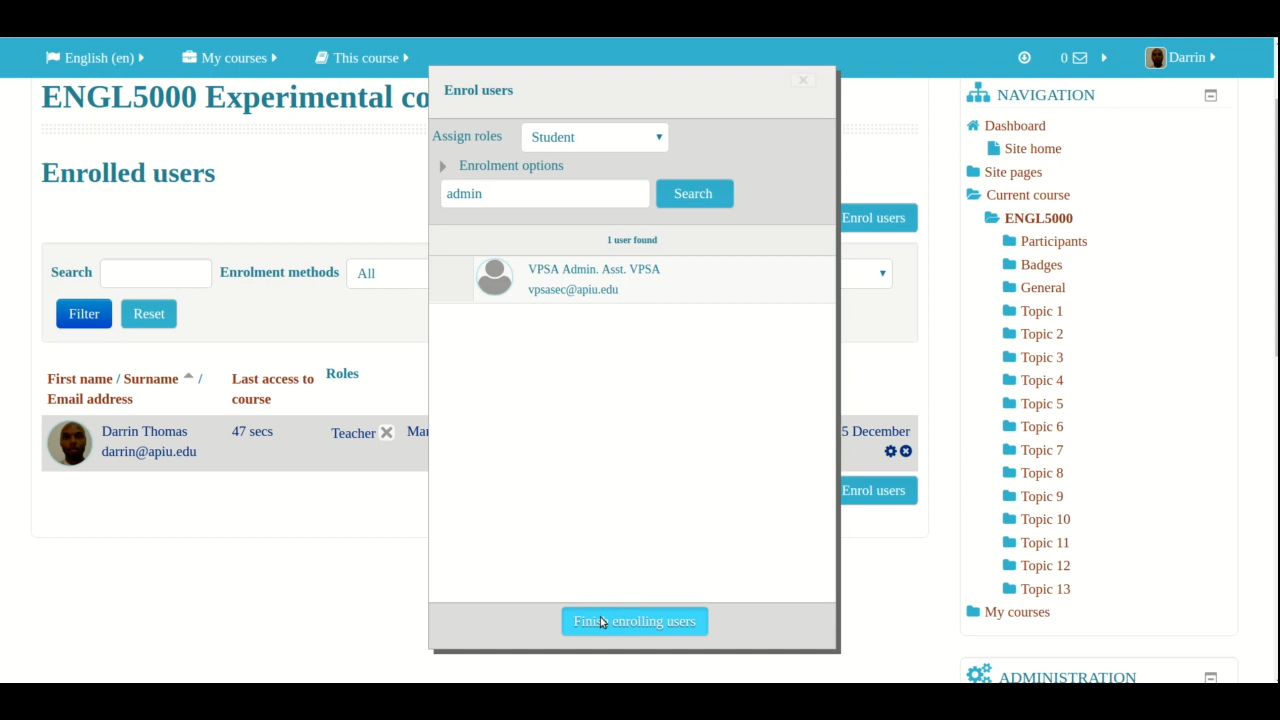 English (en)
My courses
This course
0
Darrin
ENGL5000 Experimental co
Enrolled users
Enrol users
Search
Enrolment methods
All
Filter
Reset
First name / Surname /
Email address
Last access to
course
Roles
Darrin Thomas
darrin@apiu.edu
47 secs
Teacher
Mar
5 December
Enrol users
Enrol users
Assign roles
Student
Enrolment options
admin
Search
1 user found
VPSA Admin. Asst. VPSA
vpsasec@apiu.edu
Finish enrolling users
NAVIGATION
Dashboard
Site home
Site pages
Current course
ENGL5000
Participants
Badges
General
Topic 1
Topic 2
Topic 3
Topic 4
Topic 5
Topic 6
Topic 7
Topic 8
Topic 9
Topic 10
Topic 11
Topic 12
Topic 13
My courses
ADMINISTRATION